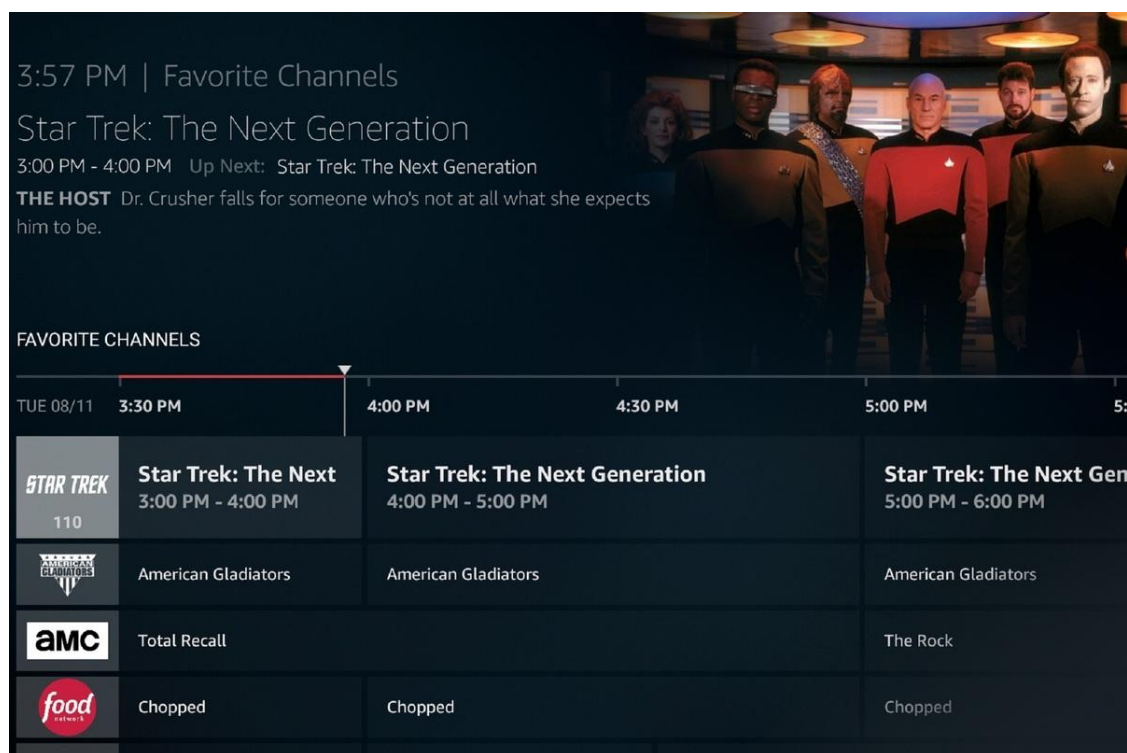 3:57 PM | Favorite Channels
Star Trek: The Next Generation
3:00 PM - 4:00 PM Up Next: Star Trek: The Next Generation
THE HOST Dr. Crusher falls for someone who's not at all what she expects
him to be.
FAVORITE CHANNELS
TUE 08/11 3:30 PM 4:00 PM 4:30 PM 5:00 PM 5:
STAR TREK
110
Star Trek: The Next
3:00 PM - 4:00 PM
Star Trek: The Next Generation
4:00 PM - 5:00 PM
Star Trek: The Next Gen
5:00 PM - 6:00 PM
AMERICAN
GLADIATORS
American Gladiators American Gladiators American Gladiators
aMC Total Recall The Rock
food
network
Chopped Chopped Chopped